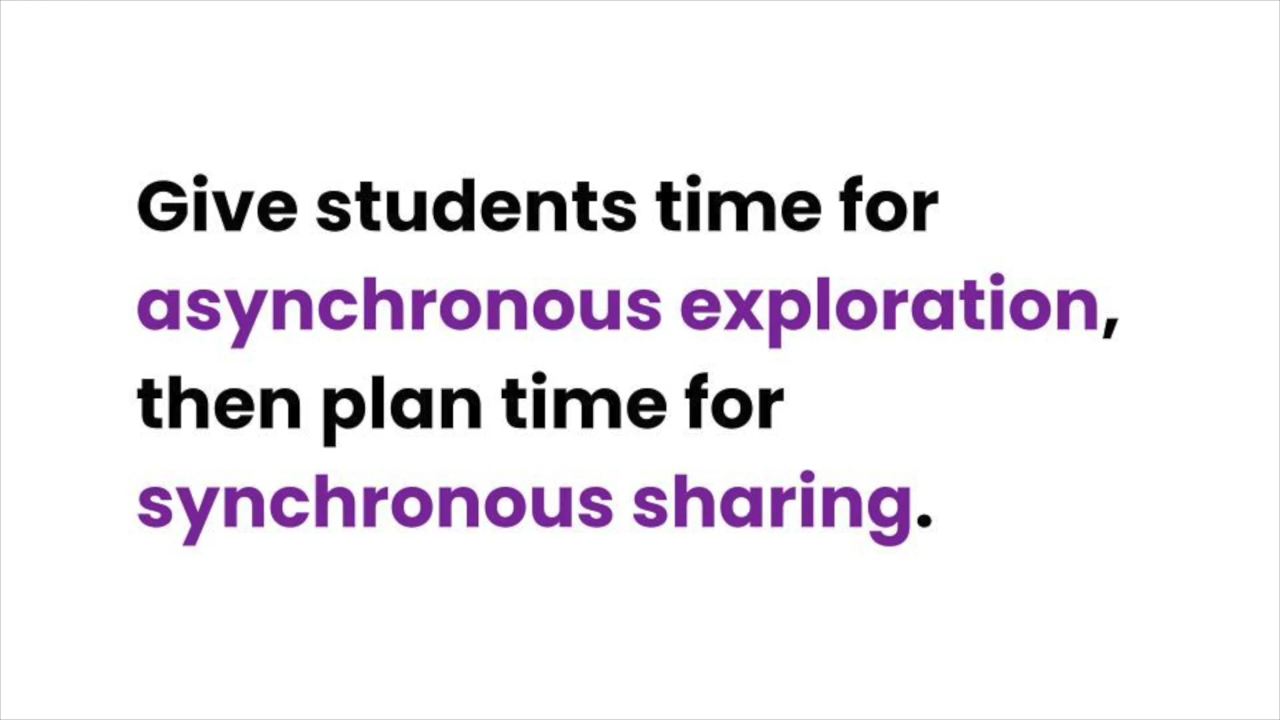 Give students time for
asynchronous exploration,
then plan time for
synchronous sharing.